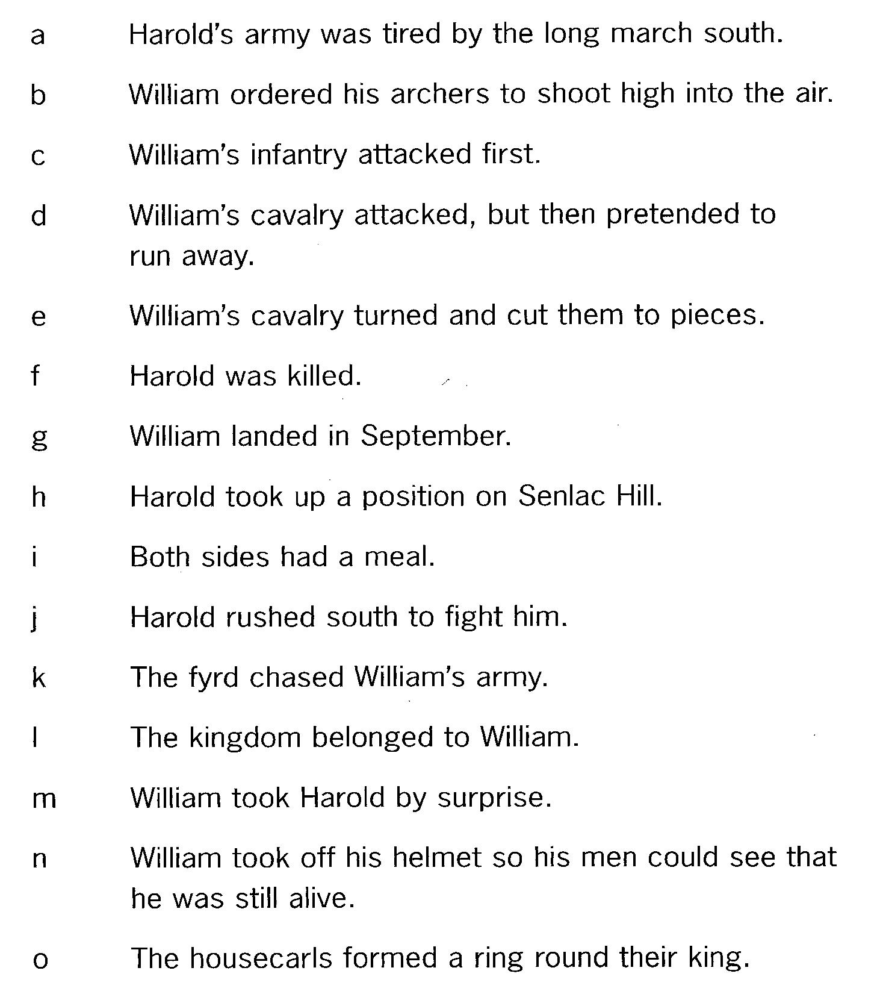 a Harold's army was tired by the long march south.
b William ordered his archers to shoot high into the air.
c William's infantry attacked first.
d William's cavalry attacked, but then pretended to
run away.
e William's cavalry turned and cut them to pieces.
f Harold was killed.
g William landed in September.
h Harold took up a position on Senlac Hill.
i Both sides had a meal.
j Harold rushed south to fight him.
k The fyrd chased William's army.
l The kingdom belonged to William.
m William took Harold by surprise.
n William took off his helmet so his men could see that
he was still alive.
o The housecarls formed a ring round their king.